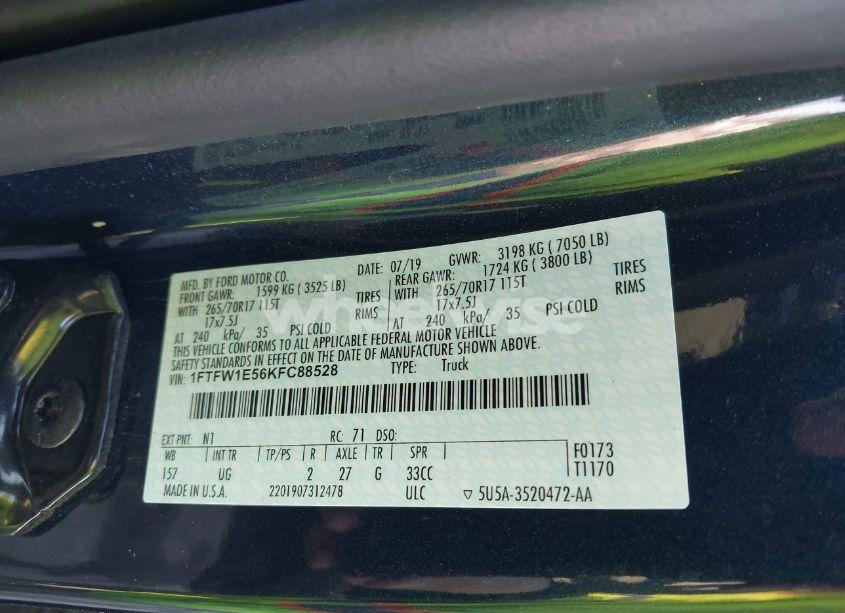 MFD. BY FORD MOTOR CO.
DATE: 07/19 GVWR: 3198 KG ( 7050 LB)
FRONT GAWR: 1599 KG ( 3525 LB)
REAR GAWR: 1724 KG ( 3800 LB)
WITH 265/70R17 115T TIRES
WITH 265/70R17 115T TIRES
17x7.5J RIMS
17x7.5J RIMS
AT 240 kPa/ 35 PSI COLD
AT 240 kPa/ 35 PSI COLD
THIS VEHICLE CONFORMS TO ALL APPLICABLE FEDERAL MOTOR VEHICLE
SAFETY STANDARDS IN EFFECT ON THE DATE OF MANUFACTURE SHOWN ABOVE.
VIN: 1FTFW1E56KFC88528 TYPE: Truck
EXT PNT: N1 RC: 71 DSO:
WB INT TR TP/PS R AXLE TR SPR F0173
157 UG 2 27 G 33CC T1170
MADE IN U.S.A. 2201907312478 ULC ▽ 5U5A-3520472-AA
wheelwise